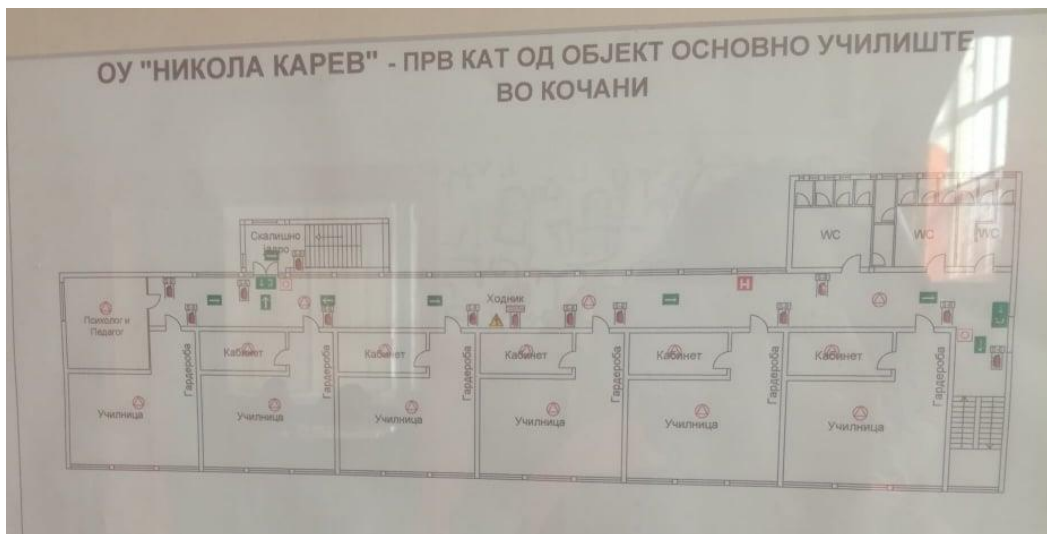 ОУ "НИКОЛА КАРЕВ" - ПРВ КАТ ОД ОБЈЕКТ ОСНОВНО УЧИЛИШТЕ
ВО КОЧАНИ
WC
WC
WC
Скалишно
јадро
Ходник
Психолог и
Педагог
Кабинет
Кабинет
Кабинет
Кабинет
Кабинет
Гардероба
Гардероба
Гардероба
Гардероба
Гардероба
Гардероба
Училница
Училница
Училница
Училница
Училница
Училница